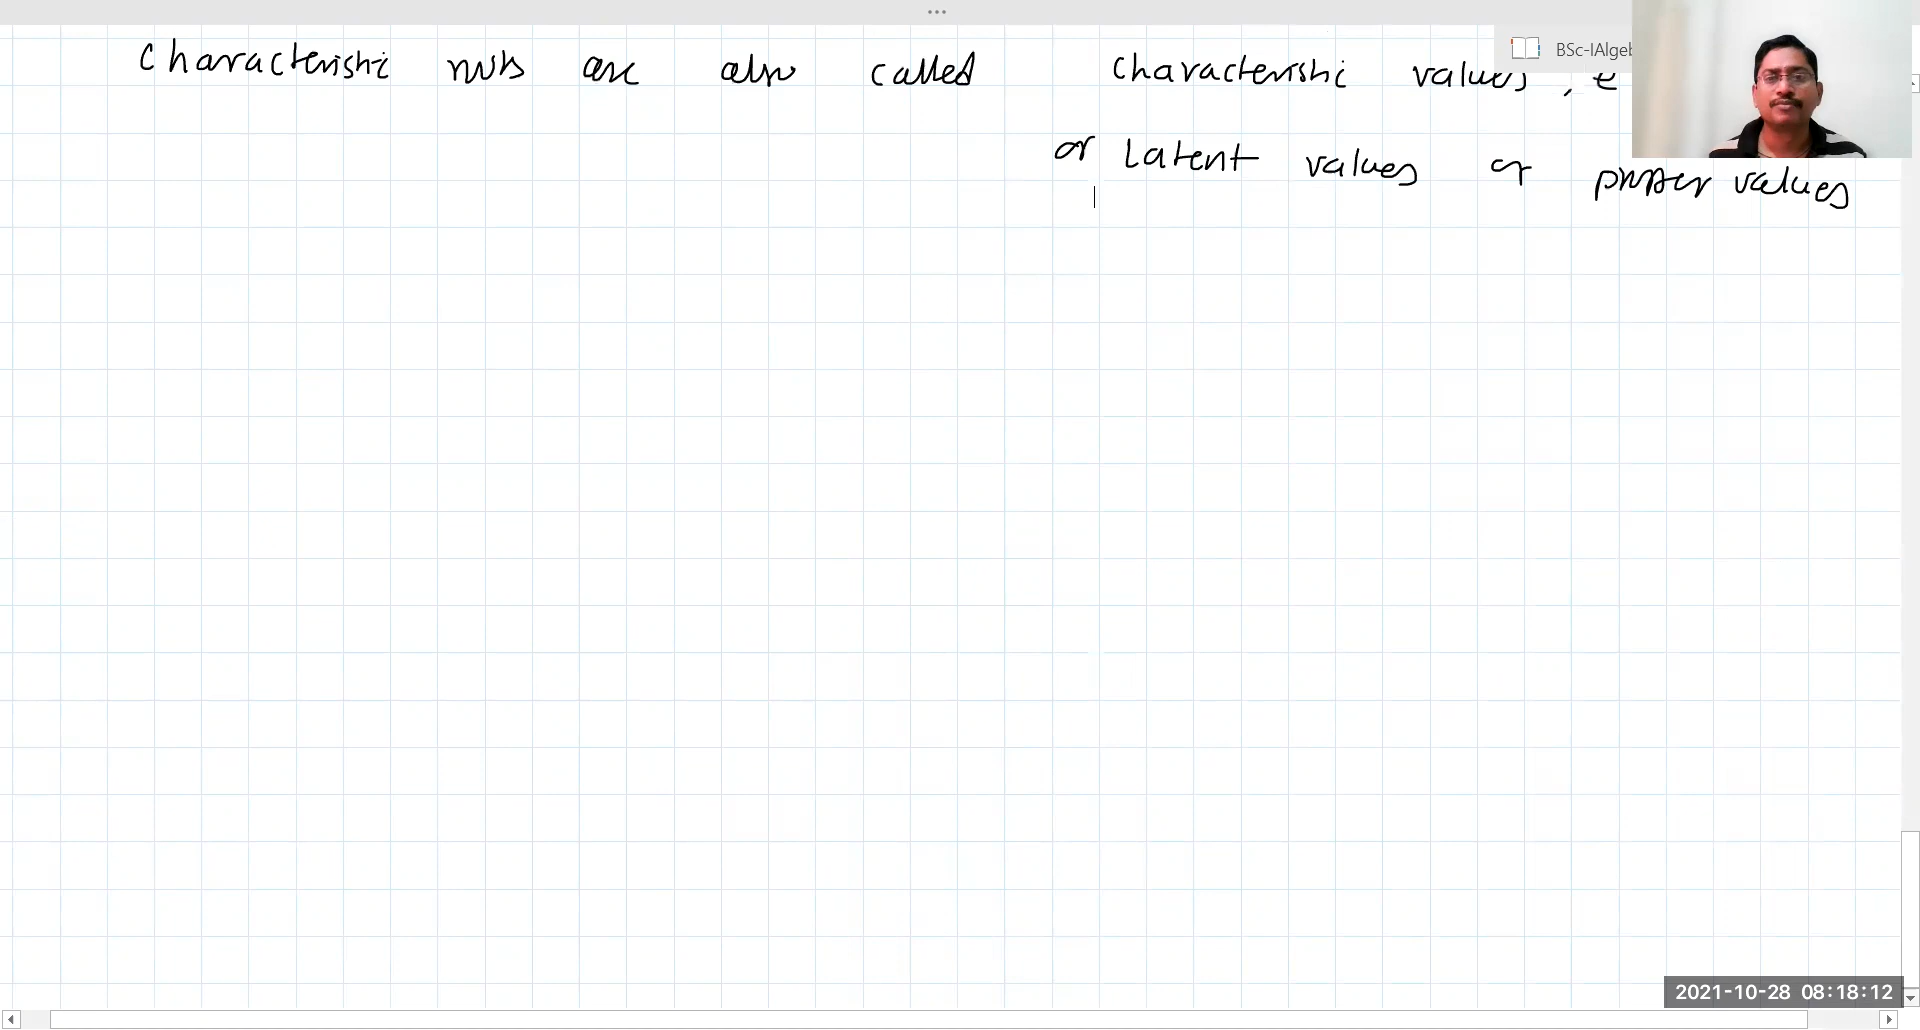 BSc-IAlgeb
Characteristic roots are also called characteristic values, e
or Latent values or proper values
2021-10-28 08:18:12